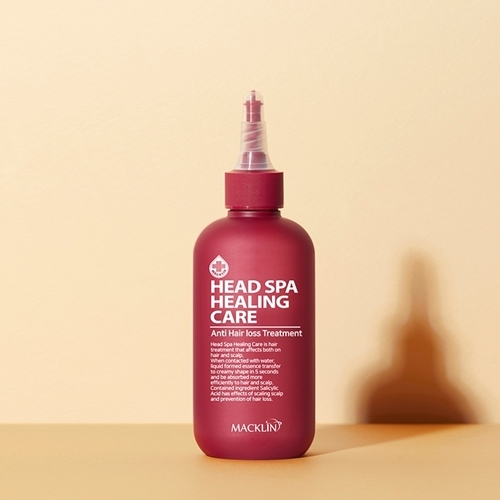 HEAD SPA
HEALING
CARE
Anti Hair loss Treatment
Head Spa Healing Care is hair
treatment that affects both on
hair and scalp.
When contacted with water,
liquid formed essence transfer
to creamy shape in 5 seconds
and be absorbed more
efficiently to hair and scalp.
Contained ingredient Salicylic
Acid has effects of scaling scalp
and prevention of hair loss.
MACKLIN